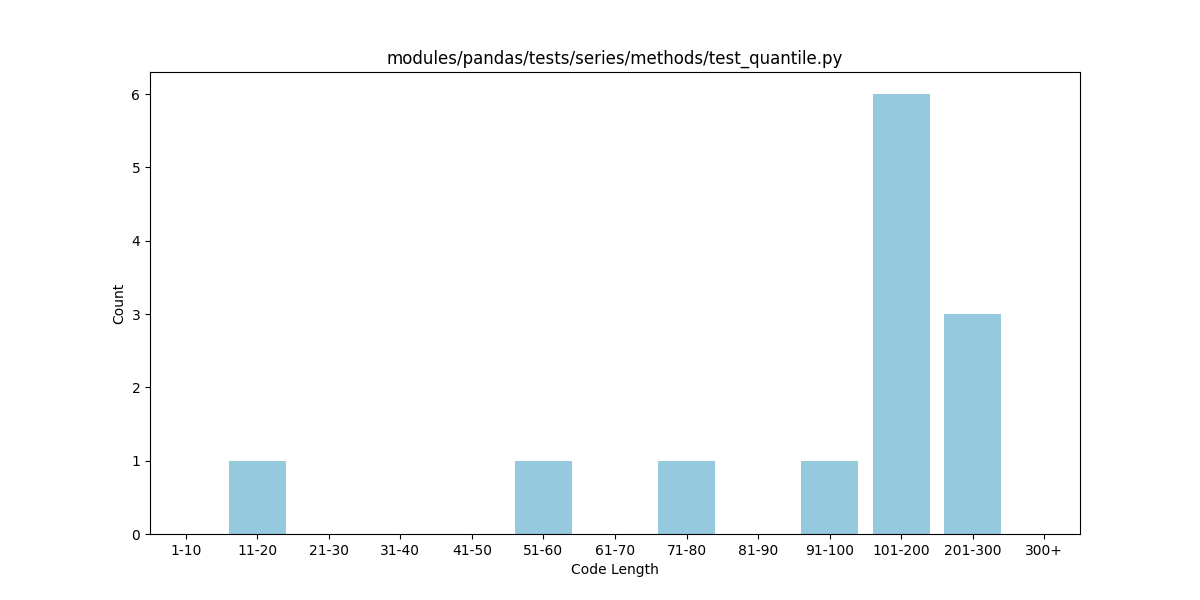 modules/pandas/tests/series/methods/test_quantile.py
6
5
4
3
2
1
0
Count
1-10 11-20 21-30 31-40 41-50 51-60 61-70 71-80 81-90 91-100 101-200 201-300 300+
Code Length